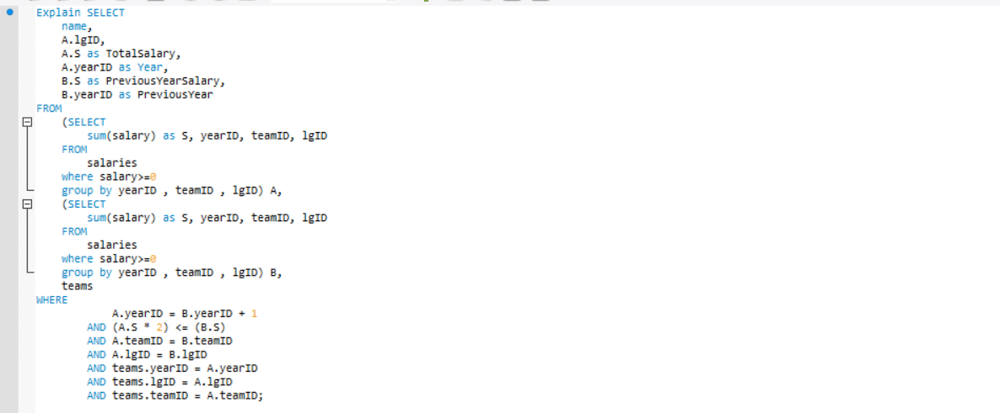 Explain SELECT
name,
A.lgID,
A.S as TotalSalary,
A.yearID as Year,
B.S as PreviousYearSalary,
B.yearID as PreviousYear
FROM
(SELECT
sum(salary) as S, yearID, teamID, lgID
FROM
salaries
where salary>=0
group by yearID , teamID , lgID) A,
(SELECT
sum(salary) as S, yearID, teamID, lgID
FROM
salaries
where salary>=0
group by yearID , teamID , lgID) B,
teams
WHERE
A.yearID = B.yearID + 1
AND (A.S * 2) <= (B.S)
AND A.teamID = B.teamID
AND A.lgID = B.lgID
AND teams.yearID = A.yearID
AND teams.lgID = A.lgID
AND teams.teamID = A.teamID;